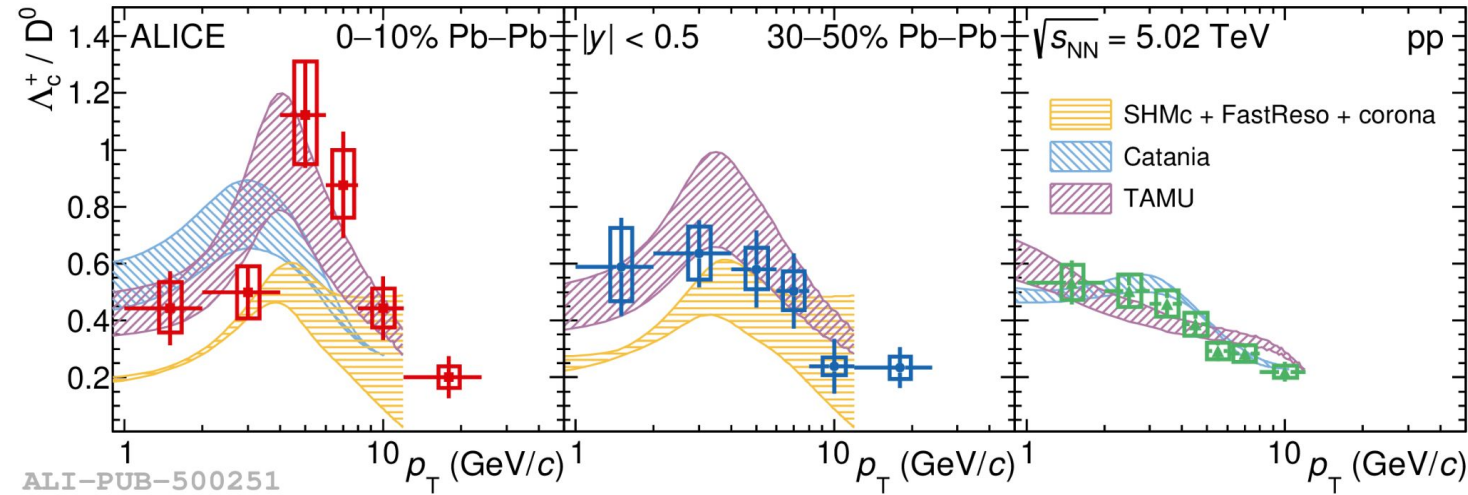 Λc+ / D0
1.4
1.2
1
0.8
0.6
0.4
0.2
ALICE
0–10% Pb–Pb
|y| < 0.5
30–50% Pb–Pb
√sNN = 5.02 TeV
pp
SHMc + FastReso + corona
Catania
TAMU
1
10
pT (GeV/c)
1
10
pT (GeV/c)
1
10
pT (GeV/c)
ALI−PUB−500251